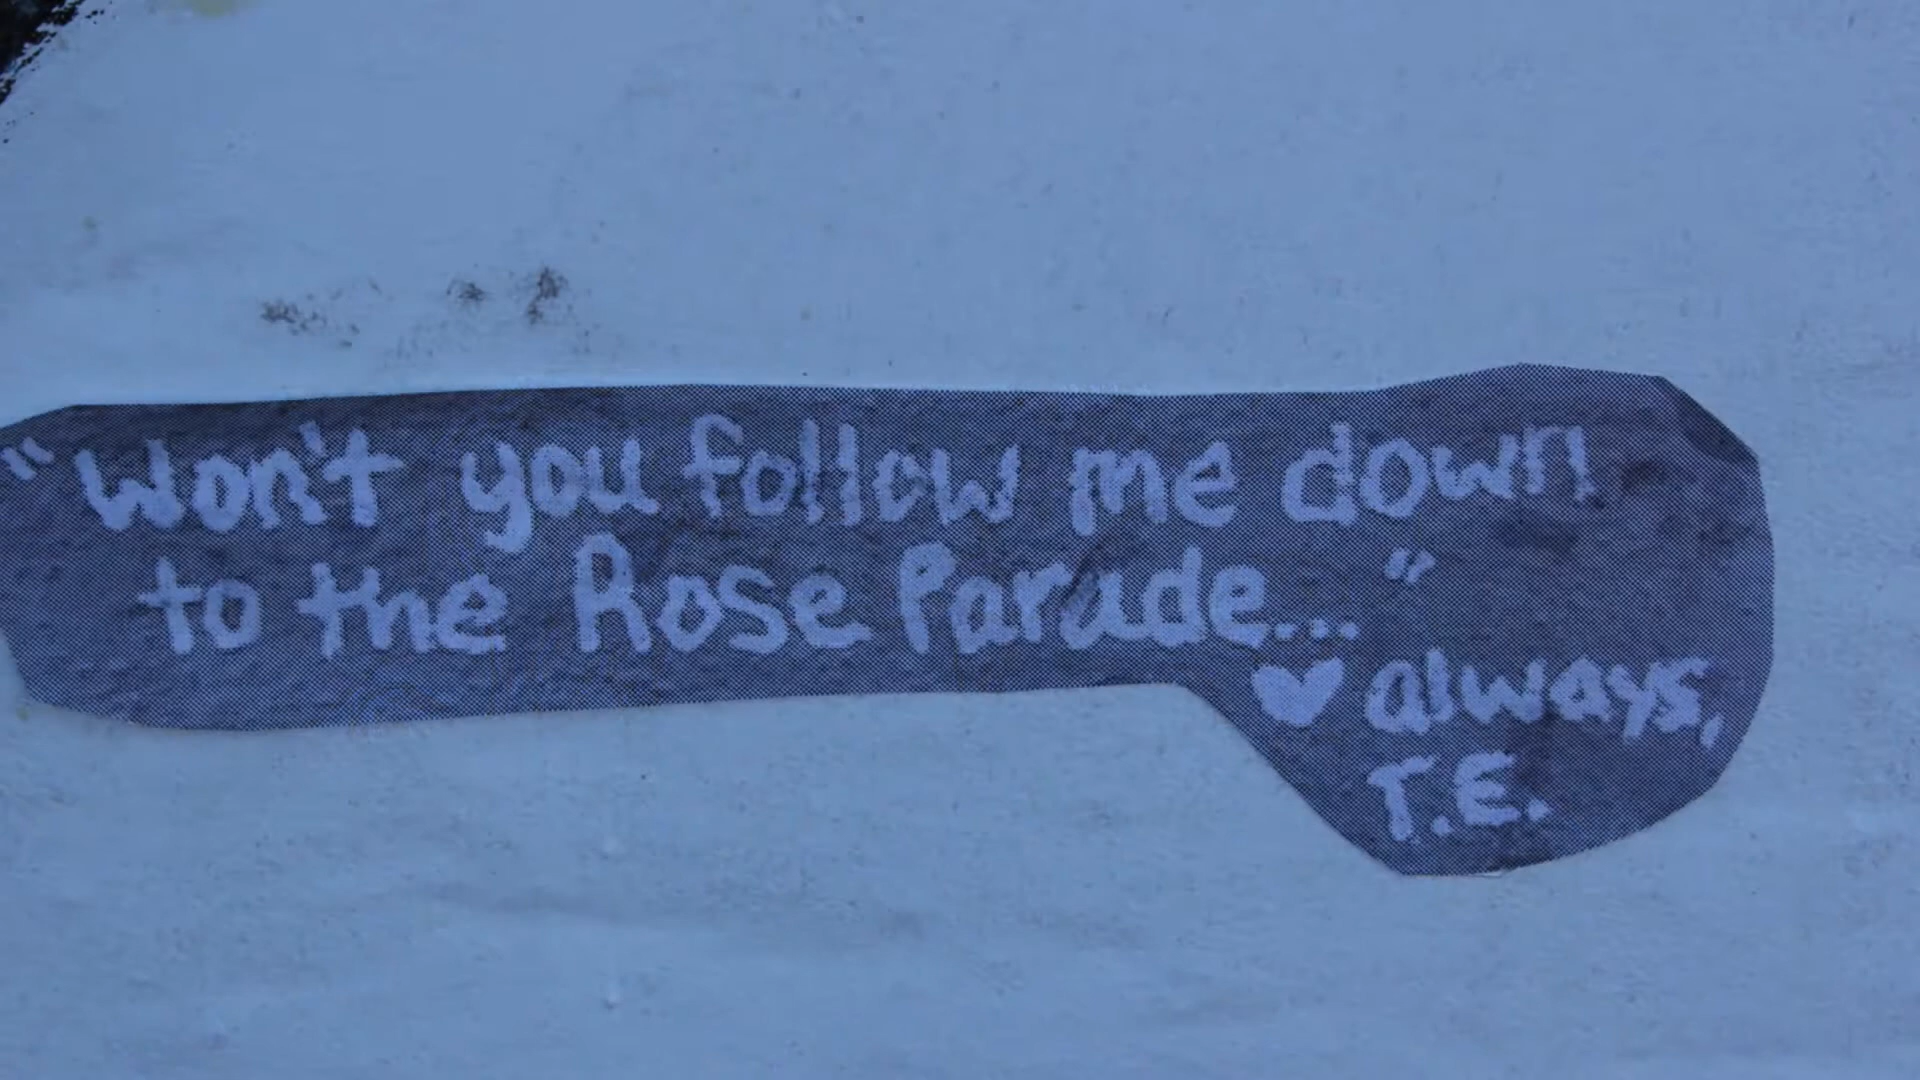 "Won't you follow me down
to the Rose Parade..."
♥ always,
T.E.